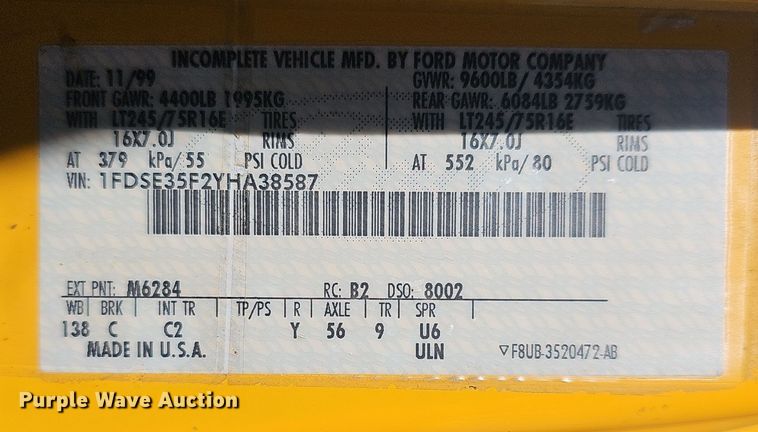 INCOMPLETE VEHICLE MFD. BY FORD MOTOR COMPANY
DATE: 11/99 GVWR: 9600LB/ 4354KG
FRONT GAWR: 4400LB 1995KG REAR GAWR: 6084LB 2759KG
WITH LT245/75R16E TIRES WITH LT245/75R16E TIRES
16X7.0J RIMS 16X7.0J RIMS
AT 379 kPa/55 PSI COLD AT 552 kPa/80 PSI COLD
VIN: 1FDSE35F2YHA38587
EXT PNT: M6284 RC: B2 DSO: 8002
WB BRK INT TR TP/PS R AXLE TR SPR
138 C C2 Y 56 9 U6
MADE IN U.S.A. ULN ▽F8UB-3520472-AB
Purple Wave Auction